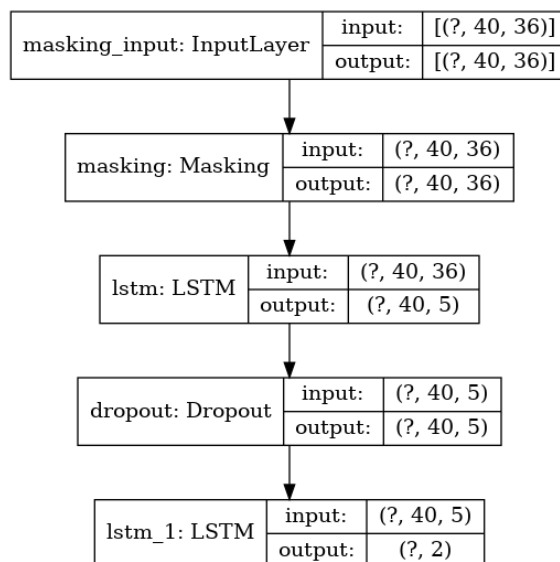 masking_input: InputLayer
input: [(?, 40, 36)]
output: [(?, 40, 36)]
masking: Masking
input: (?, 40, 36)
output: (?, 40, 36)
lstm: LSTM
input: (?, 40, 36)
output: (?, 40, 5)
dropout: Dropout
input: (?, 40, 5)
output: (?, 40, 5)
lstm_1: LSTM
input: (?, 40, 5)
output: (?, 2)